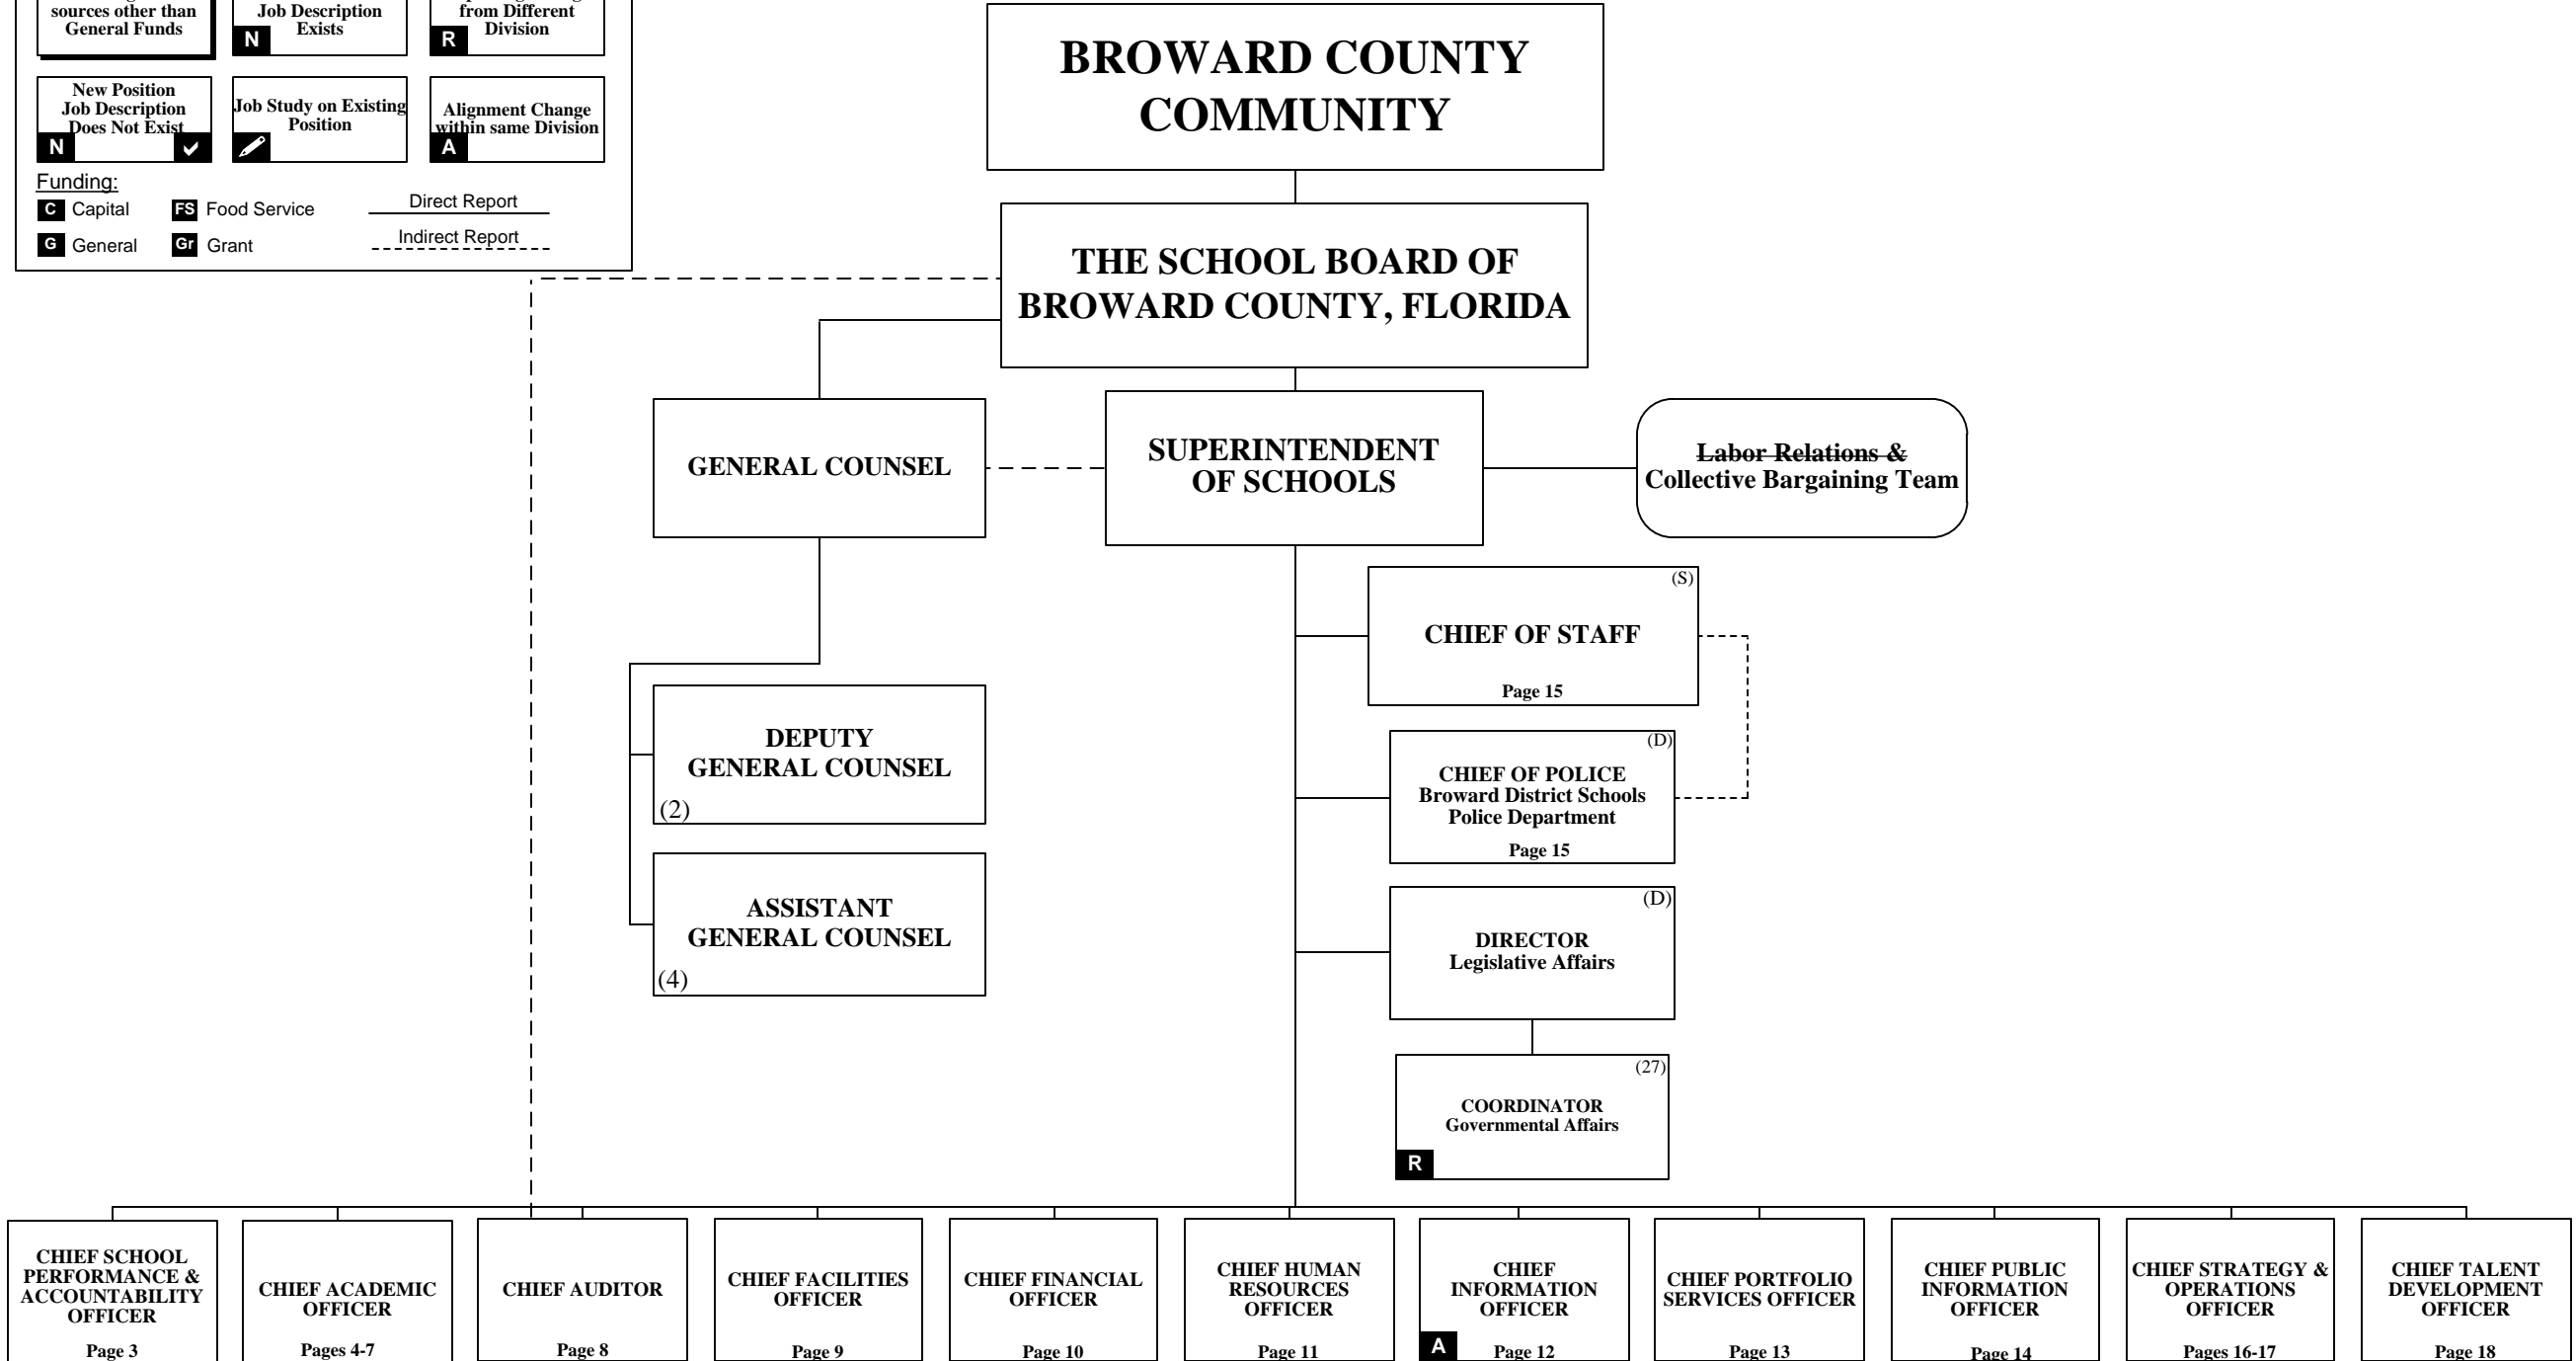 sources other than
General Funds
Job Description
Exists
N
from Different
Division
R
New Position
Job Description
Does Not Exist
N
Job Study on Existing
Position
Alignment Change
within same Division
A
Funding:
C Capital
FS Food Service
Direct Report
G General
Gr Grant
Indirect Report
BROWARD COUNTY
COMMUNITY
THE SCHOOL BOARD OF
BROWARD COUNTY, FLORIDA
GENERAL COUNSEL
SUPERINTENDENT
OF SCHOOLS
Labor Relations &
Collective Bargaining Team
(S)
CHIEF OF STAFF
Page 15
DEPUTY
GENERAL COUNSEL
(2)
(D)
CHIEF OF POLICE
Broward District Schools
Police Department
Page 15
ASSISTANT
GENERAL COUNSEL
(4)
(D)
DIRECTOR
Legislative Affairs
(27)
COORDINATOR
Governmental Affairs
R
CHIEF SCHOOL
PERFORMANCE &
ACCOUNTABILITY
OFFICER
Page 3
CHIEF ACADEMIC
OFFICER
Pages 4-7
CHIEF AUDITOR
Page 8
CHIEF FACILITIES
OFFICER
Page 9
CHIEF FINANCIAL
OFFICER
Page 10
CHIEF HUMAN
RESOURCES
OFFICER
Page 11
CHIEF
INFORMATION
OFFICER
A
Page 12
CHIEF PORTFOLIO
SERVICES OFFICER
Page 13
CHIEF PUBLIC
INFORMATION
OFFICER
Page 14
CHIEF STRATEGY &
OPERATIONS
OFFICER
Pages 16-17
CHIEF TALENT
DEVELOPMENT
OFFICER
Page 18